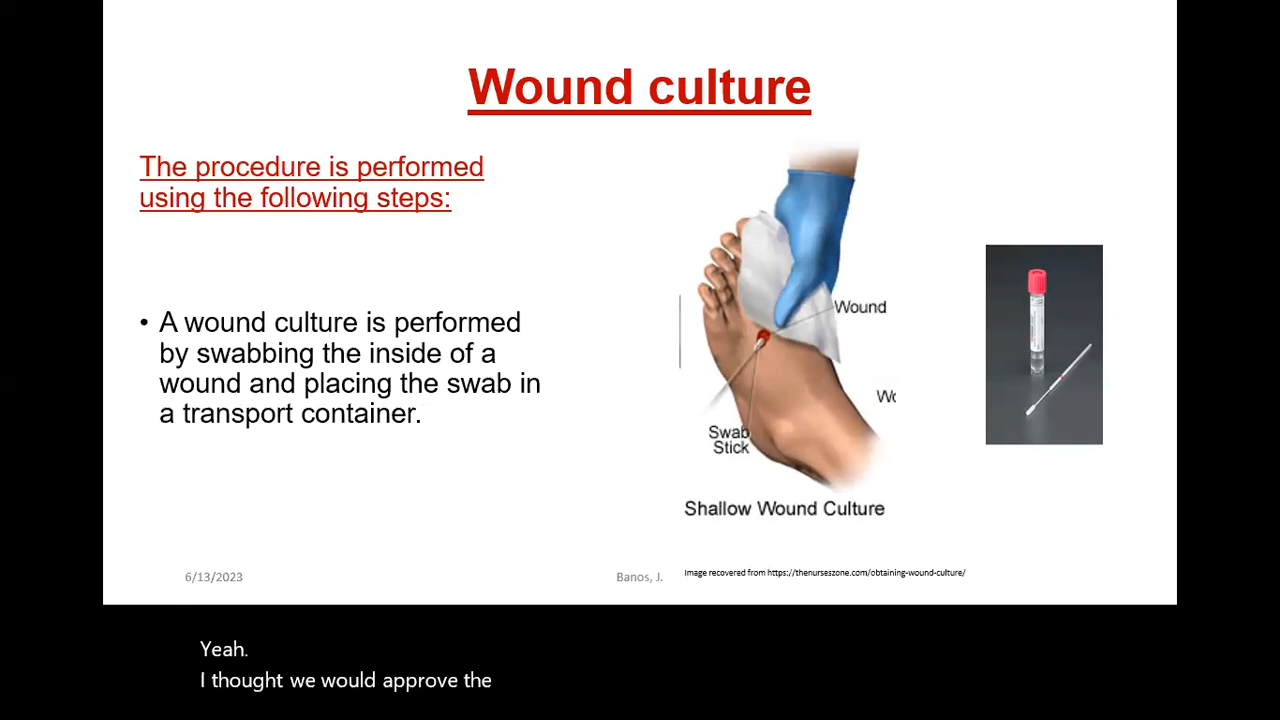 Wound culture
The procedure is performed
using the following steps:
• A wound culture is performed
by swabbing the inside of a
wound and placing the swab in
a transport container.
Wound
Swab
Stick
Shallow Wound Culture
6/13/2023
Banos, J.
Image recovered from https://thenurseszone.com/obtaining-wound-culture/
Yeah.
I thought we would approve the